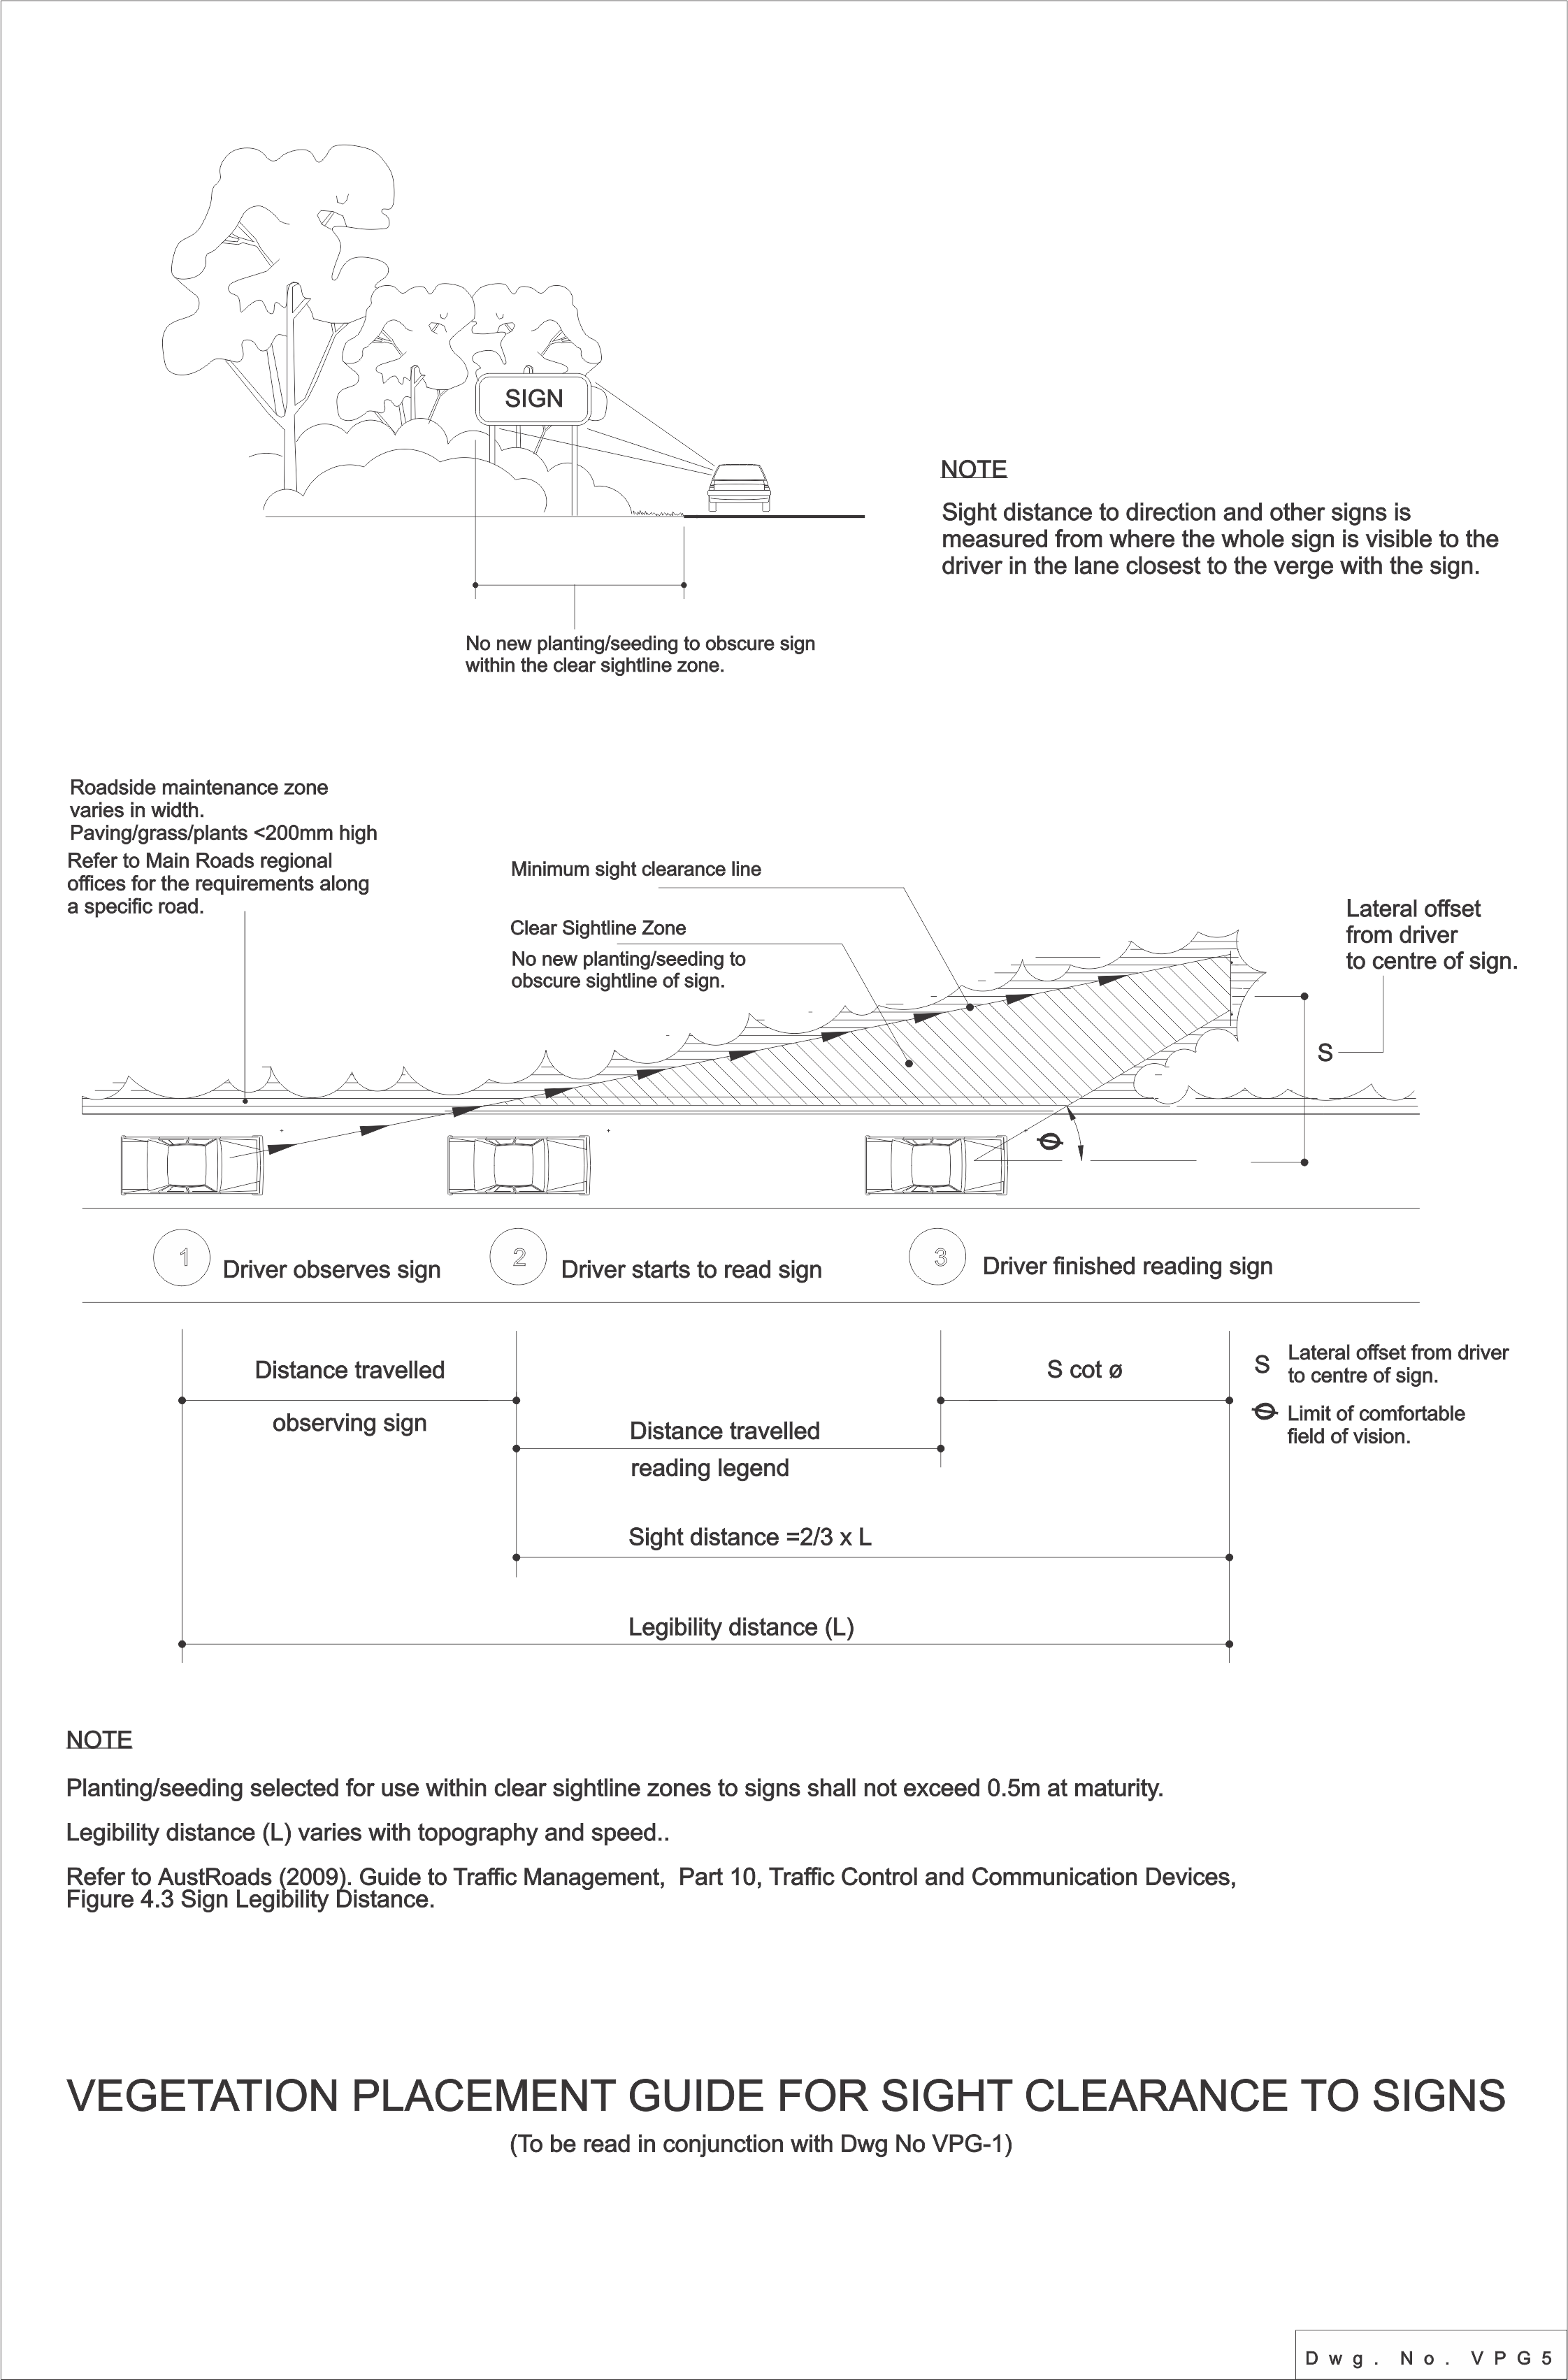 SIGN
NOTE
Sight distance to direction and other signs is
measured from where the whole sign is visible to the
driver in the lane closest to the verge with the sign.
No new planting/seeding to obscure sign
within the clear sightline zone.
Roadside maintenance zone
varies in width.
Paving/grass/plants <200mm high
Refer to Main Roads regional
offices for the requirements along
a specific road.
Minimum sight clearance line
Clear Sightline Zone
No new planting/seeding to
obscure sightline of sign.
Lateral offset
from driver
to centre of sign.
S
ø
1 Driver observes sign
2 Driver starts to read sign
3 Driver finished reading sign
Distance travelled
observing sign
S cot ø
Distance travelled
reading legend
S Lateral offset from driver
to centre of sign.
ø Limit of comfortable
field of vision.
Sight distance =2/3 x L
Legibility distance (L)
NOTE
Planting/seeding selected for use within clear sightline zones to signs shall not exceed 0.5m at maturity.
Legibility distance (L) varies with topography and speed..
Refer to AustRoads (2009). Guide to Traffic Management, Part 10, Traffic Control and Communication Devices,
Figure 4.3 Sign Legibility Distance.
VEGETATION PLACEMENT GUIDE FOR SIGHT CLEARANCE TO SIGNS
(To be read in conjunction with Dwg No VPG-1)
Dwg. No. VPG5